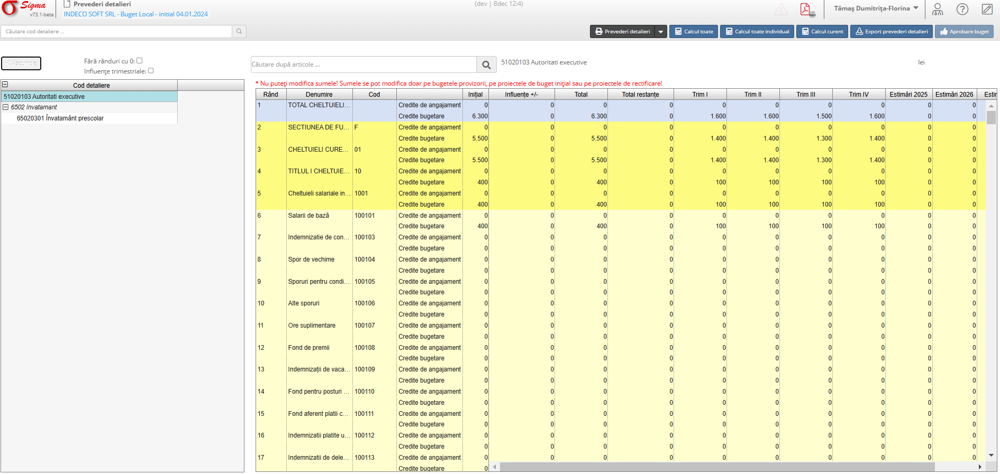 Sigma
v73.1-beta
Prevederi detalieri
INDECO SOFT SRL - Buget Local - initial 04.01.2024
(dev | 8dec 12:4)
Tămaș Dumitrița-Florina
Căutare cod detaliere ...
Prevederi detalieri
Calcul toate
Calcul toate individual
Calcul curent
Export prevederi detalieri
Aprobare buget
Ascunde
Fără rânduri cu 0:
Influențe trimestriale:
Căutare după articole ...
51020103 Autoritati executive
lei
* Nu puteți modifica sumele! Sumele se pot modifica doar pe bugetele provizorii, pe proiectele de buget inițial sau pe proiectele de rectificare!
Cod detaliere
51020103 Autoritati executive
6502 Invatamant
65020301 Învatamânt prescolar
Rând Denumire Cod Inițial Influențe +/- Total Total restanțe Trim I Trim II Trim III Trim IV Estimări 2025 Estimări 2026 Estir
1 TOTAL CHELTUIELI... Credite de angajament 0 0 0 0 0 0 0 0 0 0
Credite bugetare 6.300 0 6.300 0 1.600 1.600 1.500 1.600 0 0
2 SECTIUNEA DE FU... F Credite de angajament 0 0 0 0 0 0 0 0 0 0
Credite bugetare 5.500 0 5.500 0 1.400 1.400 1.300 1.400 0 0
3 CHELTUIELI CURE... 01 Credite de angajament 0 0 0 0 0 0 0 0 0 0
Credite bugetare 5.500 0 5.500 0 1.400 1.400 1.300 1.400 0 0
4 TITLUL I CHELTUIE... 10 Credite de angajament 0 0 0 0 0 0 0 0 0 0
Credite bugetare 400 0 400 0 100 100 100 100 0 0
5 Cheltuieli salariale in... 1001 Credite de angajament 0 0 0 0 0 0 0 0 0 0
Credite bugetare 400 0 400 0 100 100 100 100 0 0
6 Salarii de bază 100101 Credite de angajament 0 0 0 0 0 0 0 0 0 0
Credite bugetare 400 0 400 0 100 100 100 100 0 0
7 Indemnizatie de con... 100103 Credite de angajament 0 0 0 0 0 0 0 0 0 0
Credite bugetare 0 0 0 0 0 0 0 0 0 0
8 Spor de vechime 100104 Credite de angajament 0 0 0 0 0 0 0 0 0 0
Credite bugetare 0 0 0 0 0 0 0 0 0 0
9 Sporuri pentru condi... 100105 Credite de angajament 0 0 0 0 0 0 0 0 0 0
Credite bugetare 0 0 0 0 0 0 0 0 0 0
10 Alte sporuri 100106 Credite de angajament 0 0 0 0 0 0 0 0 0 0
Credite bugetare 0 0 0 0 0 0 0 0 0 0
11 Ore suplimentare 100107 Credite de angajament 0 0 0 0 0 0 0 0 0 0
Credite bugetare 0 0 0 0 0 0 0 0 0 0
12 Fond de premii 100108 Credite de angajament 0 0 0 0 0 0 0 0 0 0
Credite bugetare 0 0 0 0 0 0 0 0 0 0
13 Indemnizații de vaca... 100109 Credite de angajament 0 0 0 0 0 0 0 0 0 0
Credite bugetare 0 0 0 0 0 0 0 0 0 0
14 Fond pentru posturi ... 100110 Credite de angajament 0 0 0 0 0 0 0 0 0 0
Credite bugetare 0 0 0 0 0 0 0 0 0 0
15 Fond aferent platii c... 100111 Credite de angajament 0 0 0 0 0 0 0 0 0 0
Credite bugetare 0 0 0 0 0 0 0 0 0 0
16 Indemnizatii platite u... 100112 Credite de angajament 0 0 0 0 0 0 0 0 0 0
Credite bugetare 0 0 0 0 0 0 0 0 0 0
17 Indemnizatii de dele... 100113 Credite de angajament 0 0 0 0 0 0 0 0 0 0
Credite bugetare 0